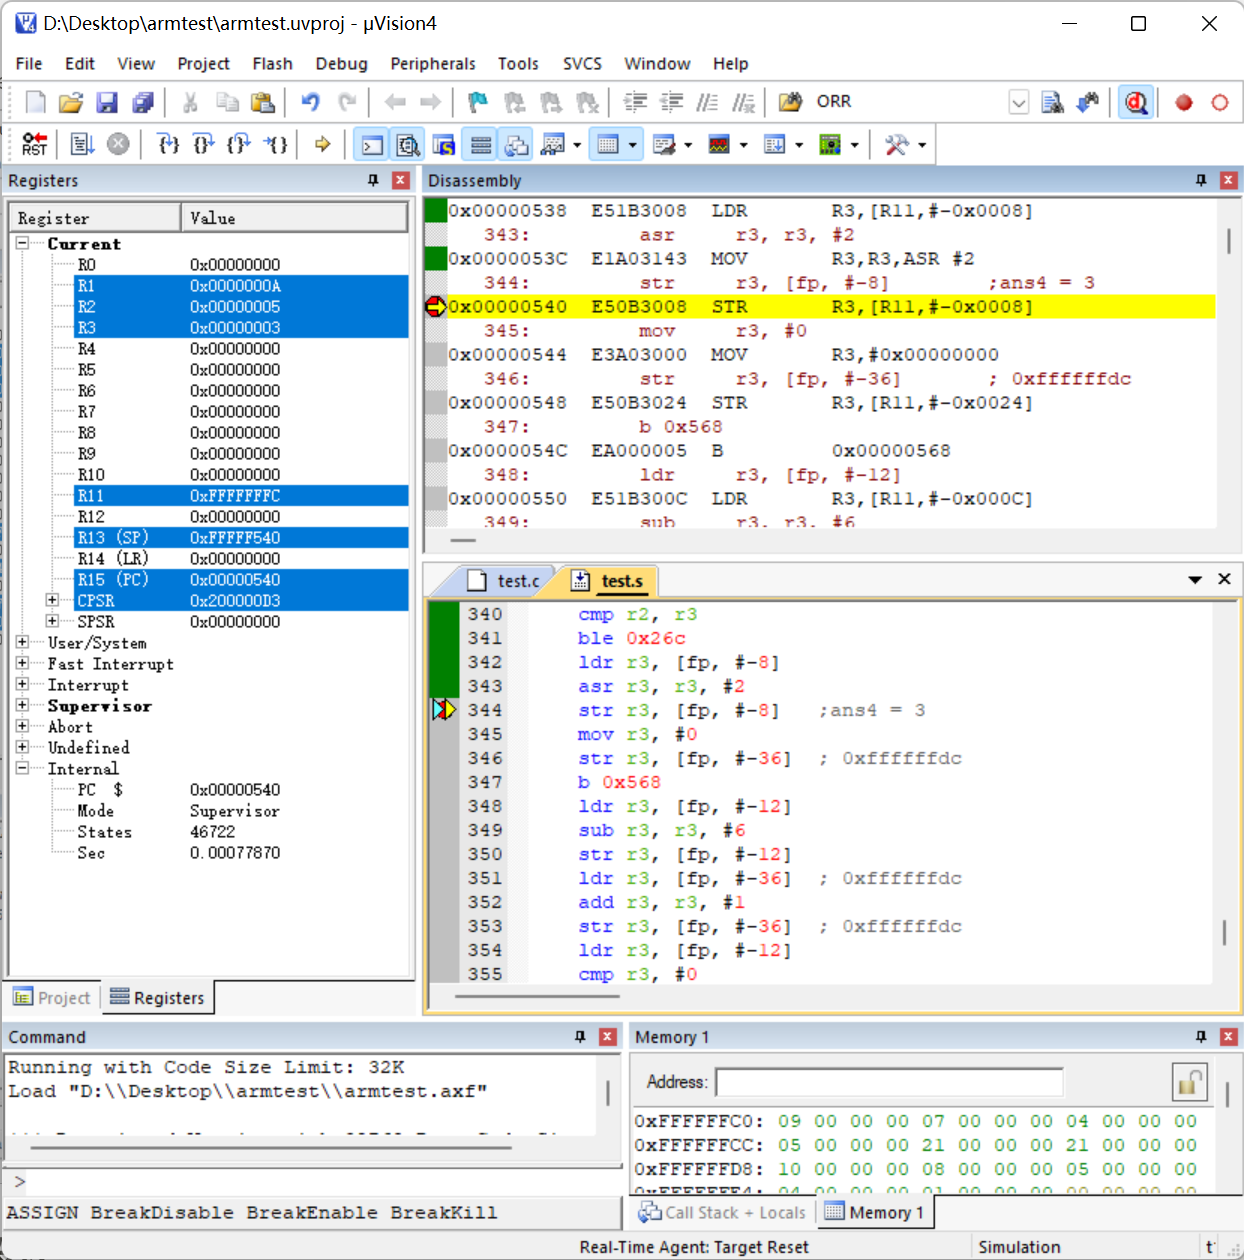 D:\Desktop\armtest\armtest.uvproj - µVision4
File Edit View Project Flash Debug Peripherals Tools SVCS Window Help
ORR
RST
Registers
Register Value
Current
R0 0x00000000
R1 0x0000000A
R2 0x00000005
R3 0x00000003
R4 0x00000000
R5 0x00000000
R6 0x00000000
R7 0x00000000
R8 0x00000000
R9 0x00000000
R10 0x00000000
R11 0xFFFFFFFC
R12 0x00000000
R13 (SP) 0xFFFFF540
R14 (LR) 0x00000000
R15 (PC) 0x00000540
CPSR 0x200000D3
SPSR 0x00000000
User/System
Fast Interrupt
Interrupt
Supervisor
Abort
Undefined
Internal
PC $ 0x00000540
Mode Supervisor
States 46722
Sec 0.00077870
Project Registers
Disassembly
0x00000538 E51B3008 LDR R3,[R11,#-0x0008]
343: asr r3, r3, #2
0x0000053C E1A03143 MOV R3,R3,ASR #2
344: str r3, [fp, #-8] ;ans4 = 3
0x00000540 E50B3008 STR R3,[R11,#-0x0008]
345: mov r3, #0
0x00000544 E3A03000 MOV R3,#0x00000000
346: str r3, [fp, #-36] ; 0xffffffdc
0x00000548 E50B3024 STR R3,[R11,#-0x0024]
347: b 0x568
0x0000054C EA000005 B 0x00000568
348: ldr r3, [fp, #-12]
0x00000550 E51B300C LDR R3,[R11,#-0x000C]
349: sub r3, r3, #6
test.c test.s
340 cmp r2, r3
341 ble 0x26c
342 ldr r3, [fp, #-8]
343 asr r3, r3, #2
344 str r3, [fp, #-8] ;ans4 = 3
345 mov r3, #0
346 str r3, [fp, #-36] ; 0xffffffdc
347 b 0x568
348 ldr r3, [fp, #-12]
349 sub r3, r3, #6
350 str r3, [fp, #-12]
351 ldr r3, [fp, #-36] ; 0xffffffdc
352 add r3, r3, #1
353 str r3, [fp, #-36] ; 0xffffffdc
354 ldr r3, [fp, #-12]
355 cmp r3, #0
Command
Running with Code Size Limit: 32K
Load "D:\\Desktop\\armtest\\armtest.axf"
>
ASSIGN BreakDisable BreakEnable BreakKill
Memory 1
Address:
0xFFFFFFC0: 09 00 00 00 07 00 00 00 04 00 00 00
0xFFFFFFCC: 05 00 00 00 21 00 00 00 21 00 00 00
0xFFFFFFD8: 10 00 00 00 08 00 00 00 05 00 00 00
0xFFFFFFE4: 04 00 00 00 01 00 00 00 00 00 00 00
Call Stack + Locals Memory 1
Real-Time Agent: Target Reset Simulation